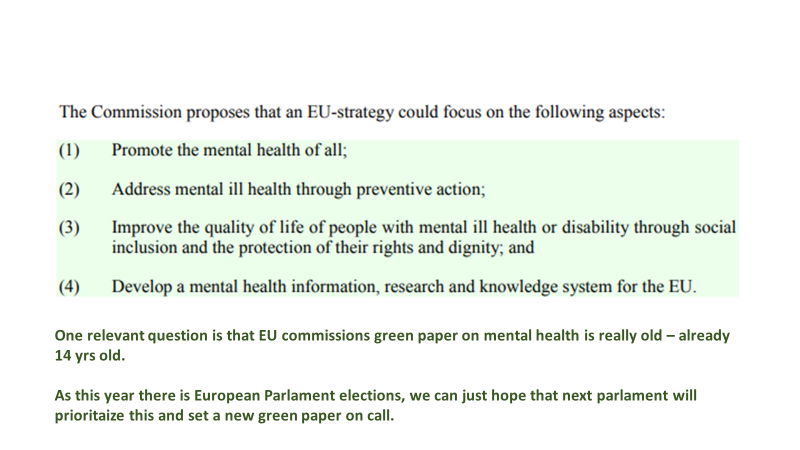 The Commission proposes that an EU-strategy could focus on the following aspects:
(1) Promote the mental health of all;
(2) Address mental ill health through preventive action;
(3) Improve the quality of life of people with mental ill health or disability through social
inclusion and the protection of their rights and dignity; and
(4) Develop a mental health information, research and knowledge system for the EU.
One relevant question is that EU commissions green paper on mental health is really old – already
14 yrs old.
As this year there is European Parlament elections, we can just hope that next parlament will
prioritaize this and set a new green paper on call.